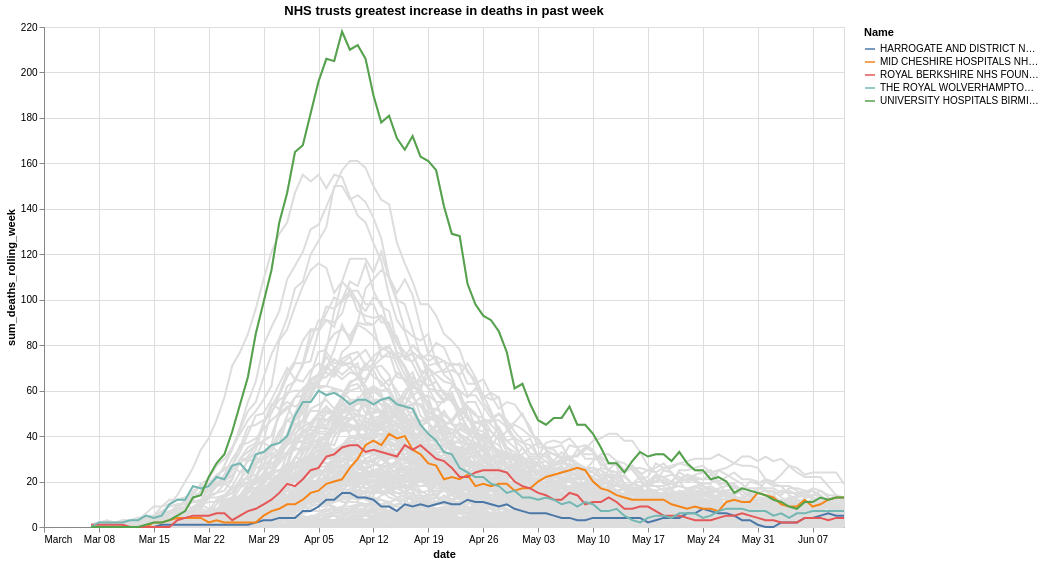 NHS trusts greatest increase in deaths in past week
220
200
180
160
140
120
100
80
60
40
20
0
sum_deaths_rolling_week
March Mar 08 Mar 15 Mar 22 Mar 29 Apr 05 Apr 12 Apr 19 Apr 26 May 03 May 10 May 17 May 24 May 31 Jun 07
date
Name
HARROGATE AND DISTRICT N…
MID CHESHIRE HOSPITALS NH…
ROYAL BERKSHIRE NHS FOUN…
THE ROYAL WOLVERHAMPTO…
UNIVERSITY HOSPITALS BIRMI…